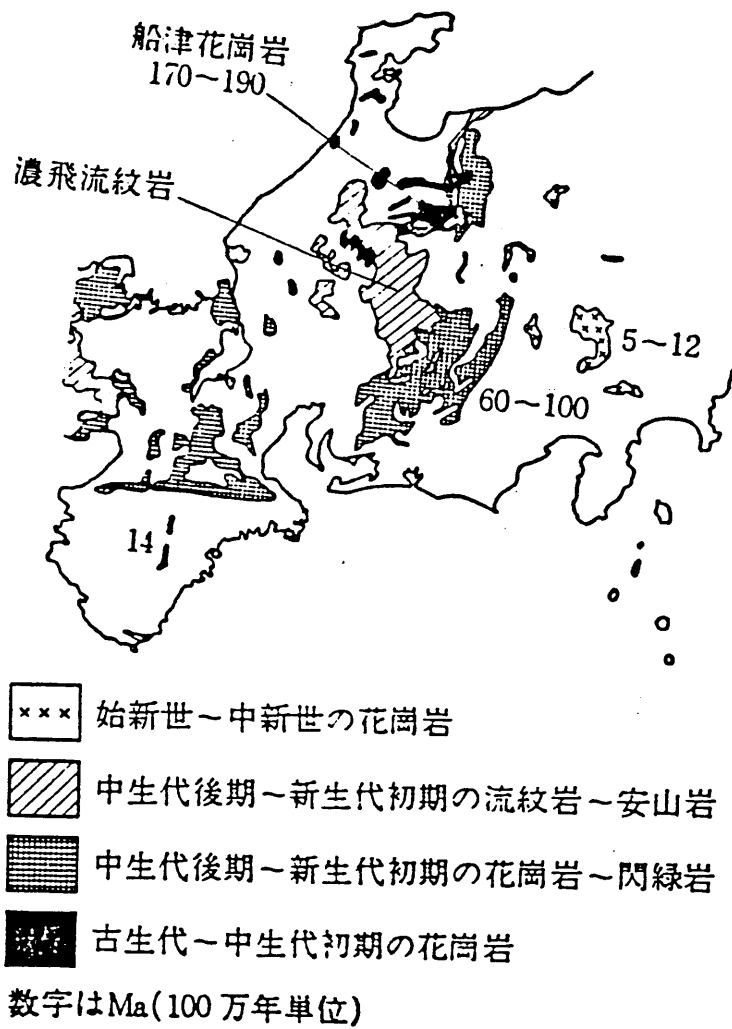 船津花崗岩
170～190
濃飛流紋岩
5～12
60～100
14
始新世～中新世の花崗岩
中生代後期～新生代初期の流紋岩～安山岩
中生代後期～新生代初期の花崗岩～閃緑岩
古生代～中生代初期の花崗岩
数字はMa(100万年単位)